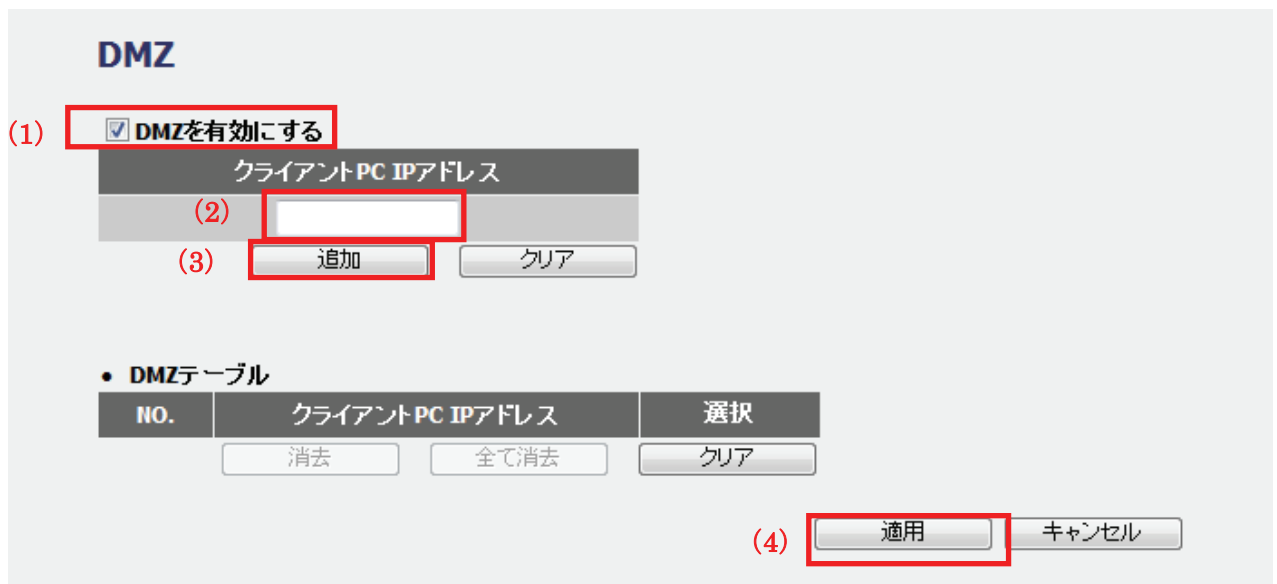 DMZ
(1) DMZを有効にする
クライアントPC IPアドレス
(2)
(3) 追加 クリア
• DMZテーブル
NO. クライアントPC IPアドレス 選択
消去 全て消去 クリア
(4) 適用 キャンセル